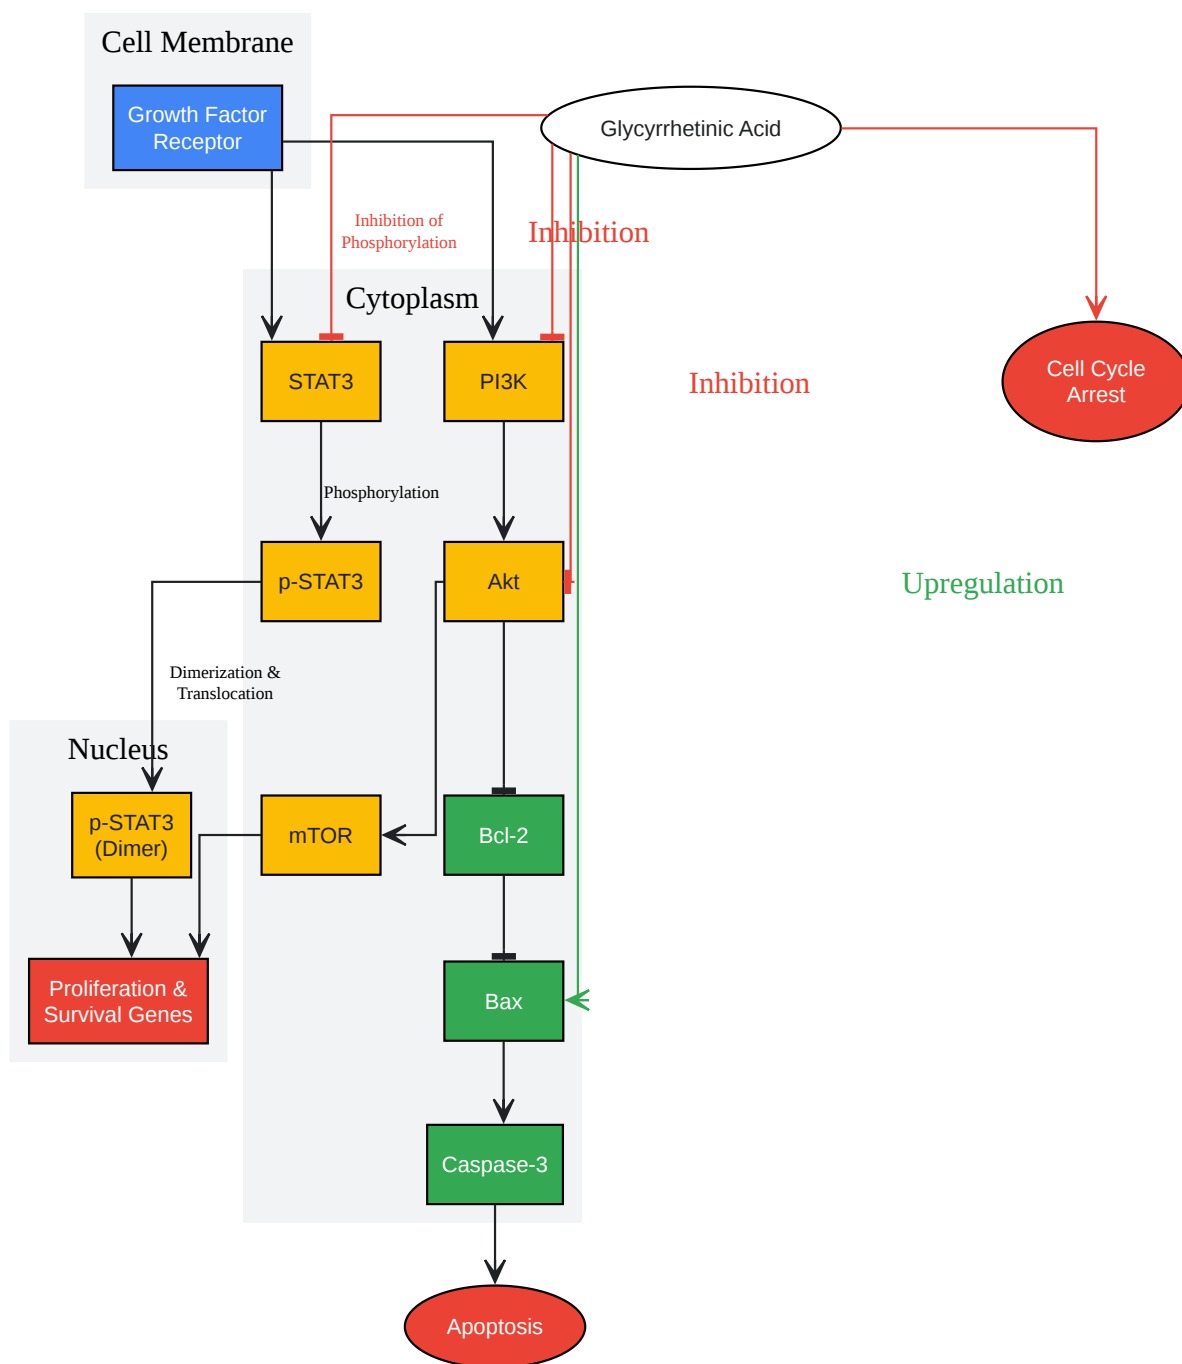 Cell Membrane
Growth Factor
Receptor
Glycyrrhetinic Acid
Inhibition of
Phosphorylation
Inhibition
Cytoplasm
STAT3
PI3K
Inhibition
Cell Cycle
Arrest
Phosphorylation
p-STAT3
Akt
Upregulation
Dimerization &
Translocation
Nucleus
p-STAT3
(Dimer)
mTOR
Bcl-2
Proliferation &
Survival Genes
Bax
Caspase-3
Apoptosis